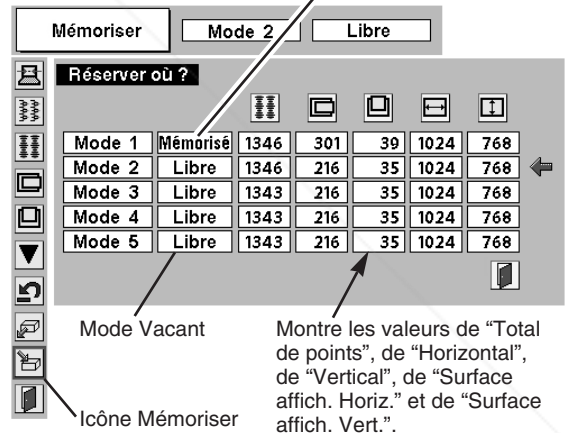 Mémoriser Mode 2 Libre
Réserver où ?
Mode 1 Mémorisé 1346 301 39 1024 768
Mode 2 Libre 1346 216 35 1024 768
Mode 3 Libre 1343 216 35 1024 768
Mode 4 Libre 1343 216 35 1024 768
Mode 5 Libre 1343 216 35 1024 768
Mode Vacant
Montre les valeurs de “Total
de points”, de “Horizontal”,
de “Vertical”, de “Surface
affich. Horiz.” et de “Surface
affich. Vert.”.
Icône Mémoriser